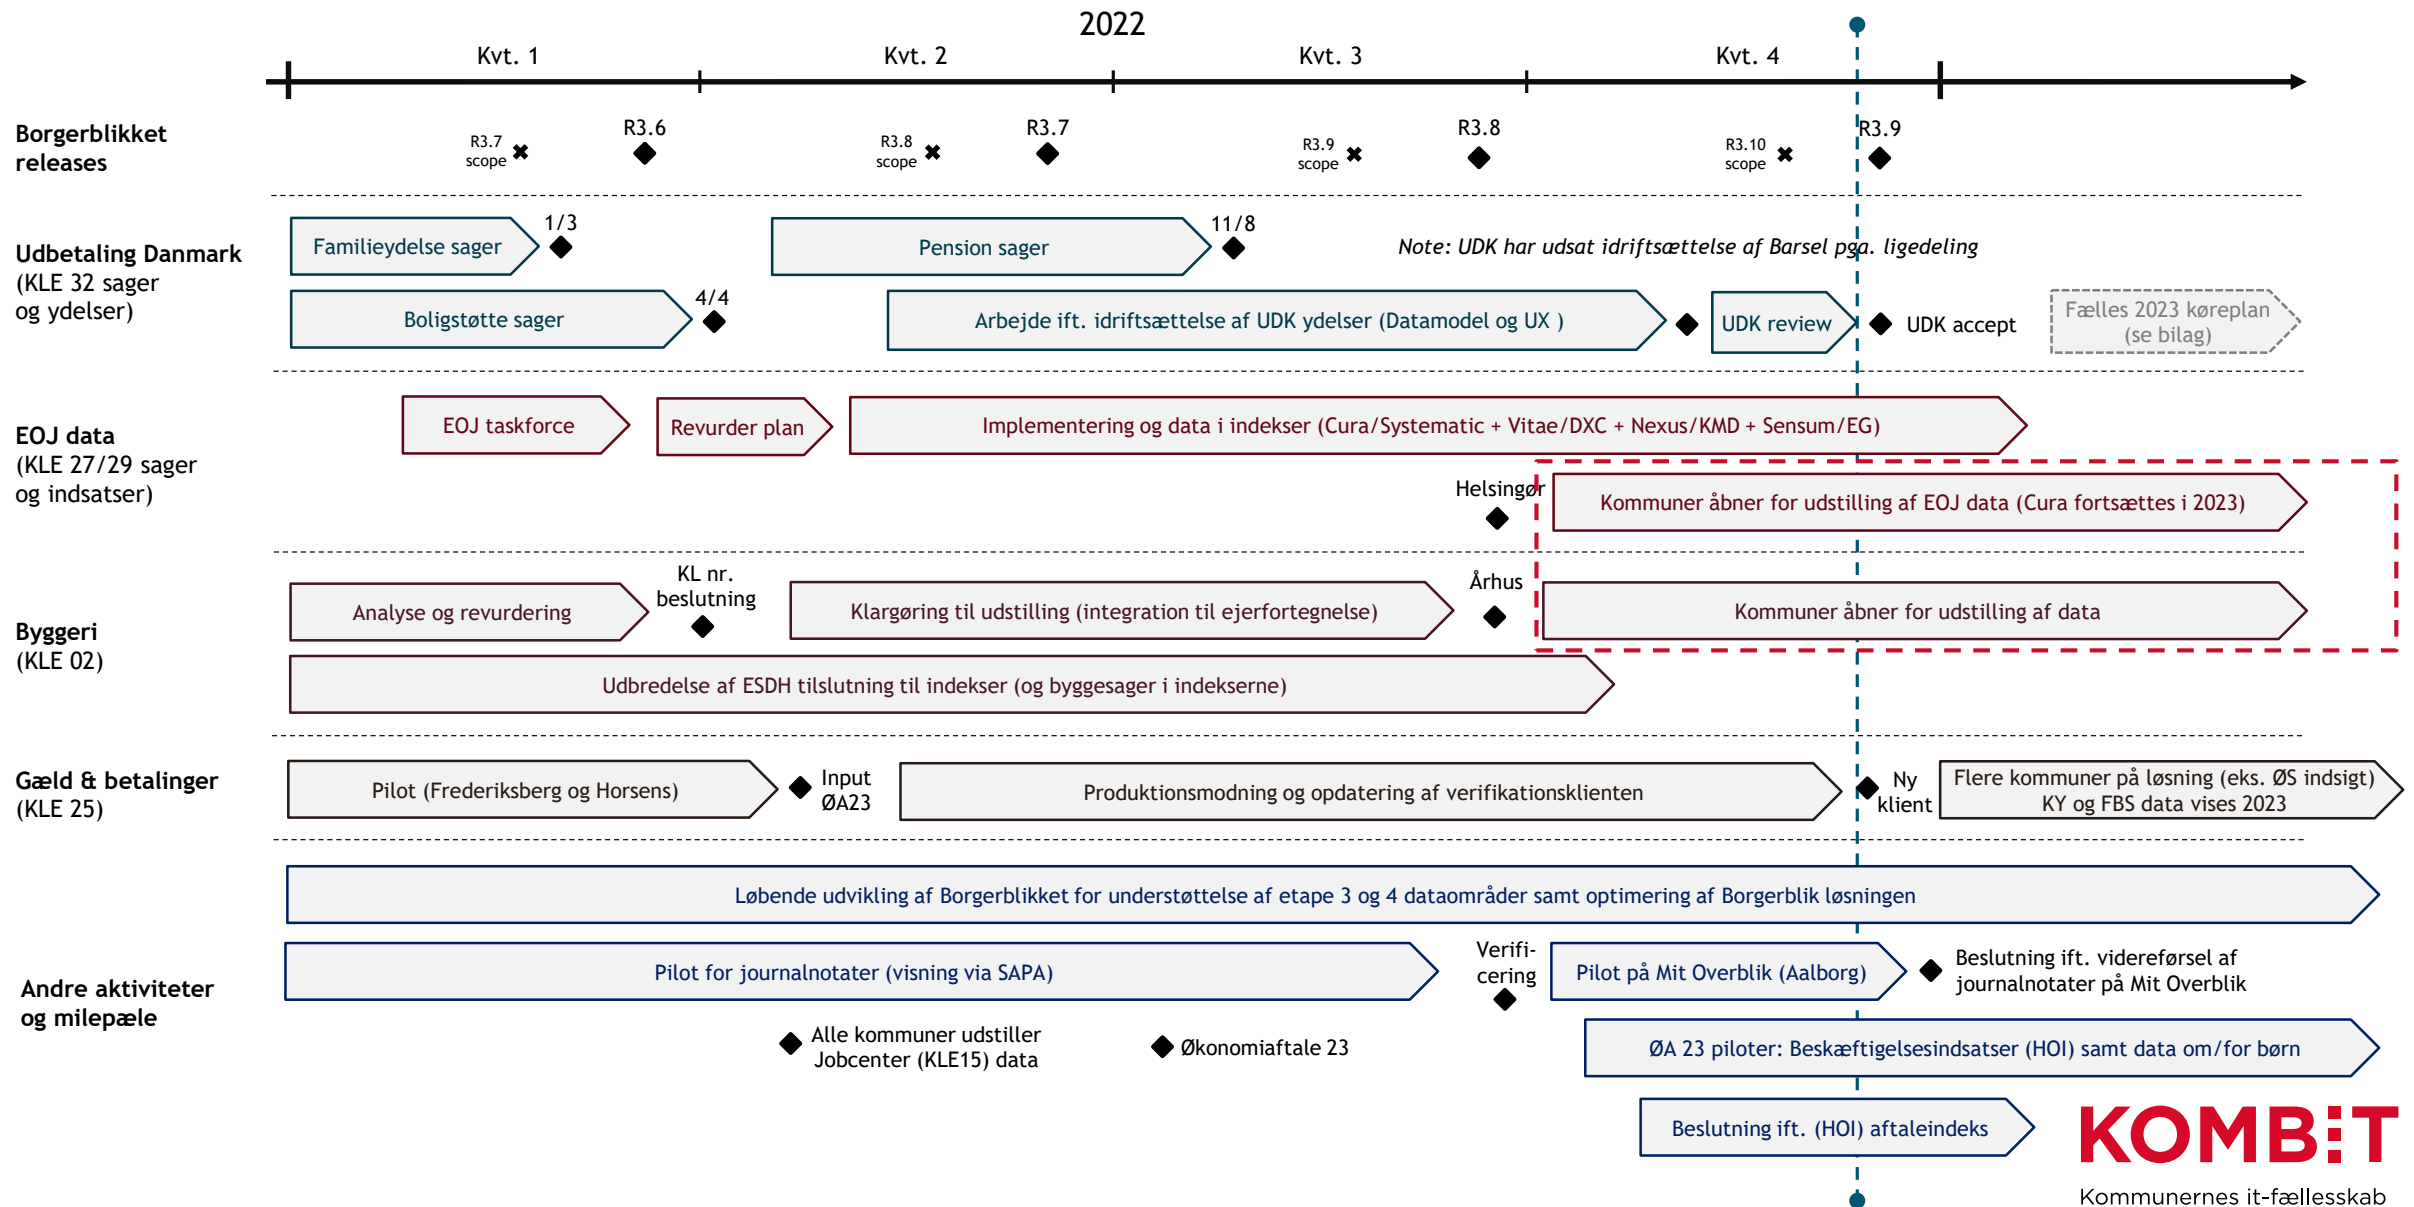 2022
Kvt. 1
Kvt. 2
Kvt. 3
Kvt. 4
Borgerblikket
releases
R3.7
scope
R3.6
R3.8
scope
R3.7
R3.9
scope
R3.8
R3.10
scope
R3.9
Udbetaling Danmark
(KLE 32 sager
og ydelser)
Familieydelse sager
1/3
Pension sager
11/8
Note: UDK har udsat idriftsættelse af Barsel pga. ligedeling
Boligstøtte sager
4/4
Arbejde ift. idriftsættelse af UDK ydelser (Datamodel og UX )
UDK review
UDK accept
Fælles 2023 køreplan
(se bilag)
EOJ data
(KLE 27/29 sager
og indsatser)
EOJ taskforce
Revurder plan
Implementering og data i indekser (Cura/Systematic + Vitae/DXC + Nexus/KMD + Sensum/EG)
Helsingør
Kommuner åbner for udstilling af EOJ data (Cura fortsættes i 2023)
Byggeri
(KLE 02)
Analyse og revurdering
KL nr.
beslutning
Klargøring til udstilling (integration til ejerfortegnelse)
Århus
Kommuner åbner for udstilling af data
Udbredelse af ESDH tilslutning til indekser (og byggesager i indekserne)
Gæld & betalinger
(KLE 25)
Pilot (Frederiksberg og Horsens)
Input
ØA23
Produktionsmodning og opdatering af verifikationsklienten
Ny
klient
Flere kommuner på løsning (eks. ØS indsigt)
KY og FBS data vises 2023
Andre aktiviteter
og milepæle
Løbende udvikling af Borgerblikket for understøttelse af etape 3 og 4 dataområder samt optimering af Borgerblik løsningen
Pilot for journalnotater (visning via SAPA)
Verifi-
cering
Pilot på Mit Overblik (Aalborg)
Beslutning ift. videreførsel af
journalnotater på Mit Overblik
Alle kommuner udstiller
Jobcenter (KLE15) data
Økonomiaftale 23
ØA 23 piloter: Beskæftigelsesindsatser (HOI) samt data om/for børn
Beslutning ift. (HOI) aftaleindeks
KOMBIT
Kommunernes it-fællesskab